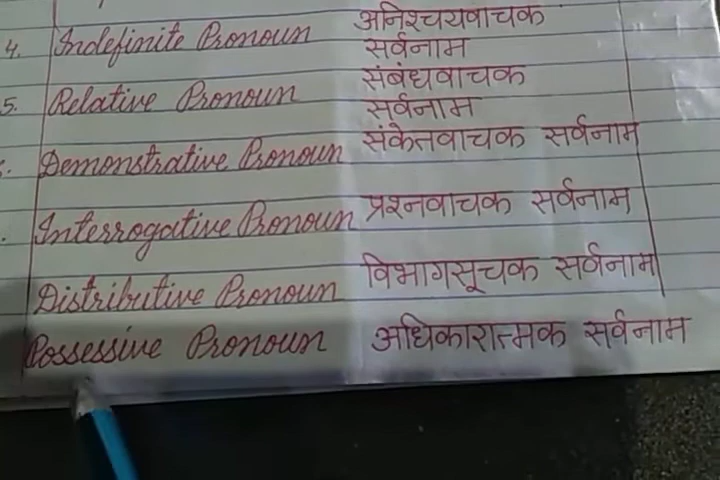 4. Indefinite Pronoun अनिश्चयवाचक
सर्वनाम
5. Relative Pronoun संबंधवाचक
सर्वनाम
Demonstrative Pronoun संकेतवाचक सर्वनाम
Interrogative Pronoun प्रश्नवाचक सर्वनाम
Distributive Pronoun विभागसूचक सर्वनाम
Possessive Pronoun अधिकारात्मक सर्वनाम